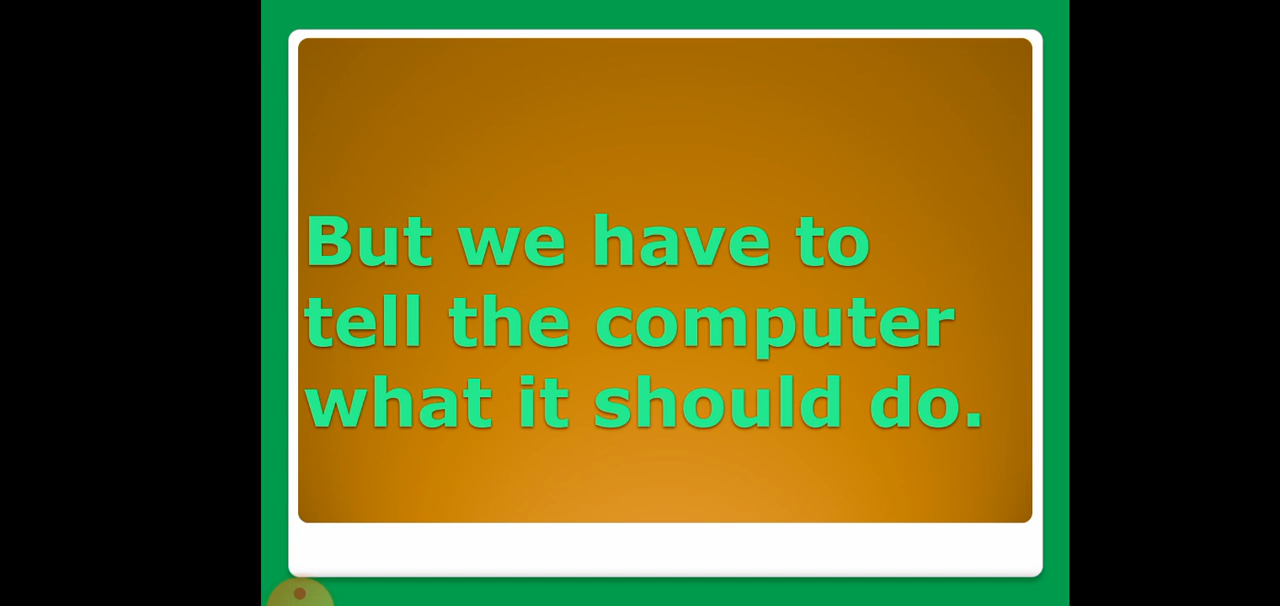 But we have to
tell the computer
what it should do.